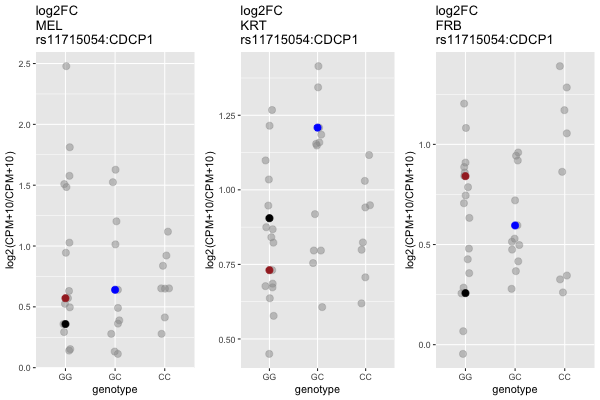 log2FC
MEL
rs11715054:CDCP1
log2(CPM+10/CPM+10)
2.5
2.0
1.5
1.0
0.5
0.0
GG GC CC
genotype
log2FC
KRT
rs11715054:CDCP1
log2(CPM+10/CPM+10)
1.25
1.00
0.75
0.50
GG GC CC
genotype
log2FC
FRB
rs11715054:CDCP1
log2(CPM+10/CPM+10)
1.0
0.5
0.0
GG GC CC
genotype